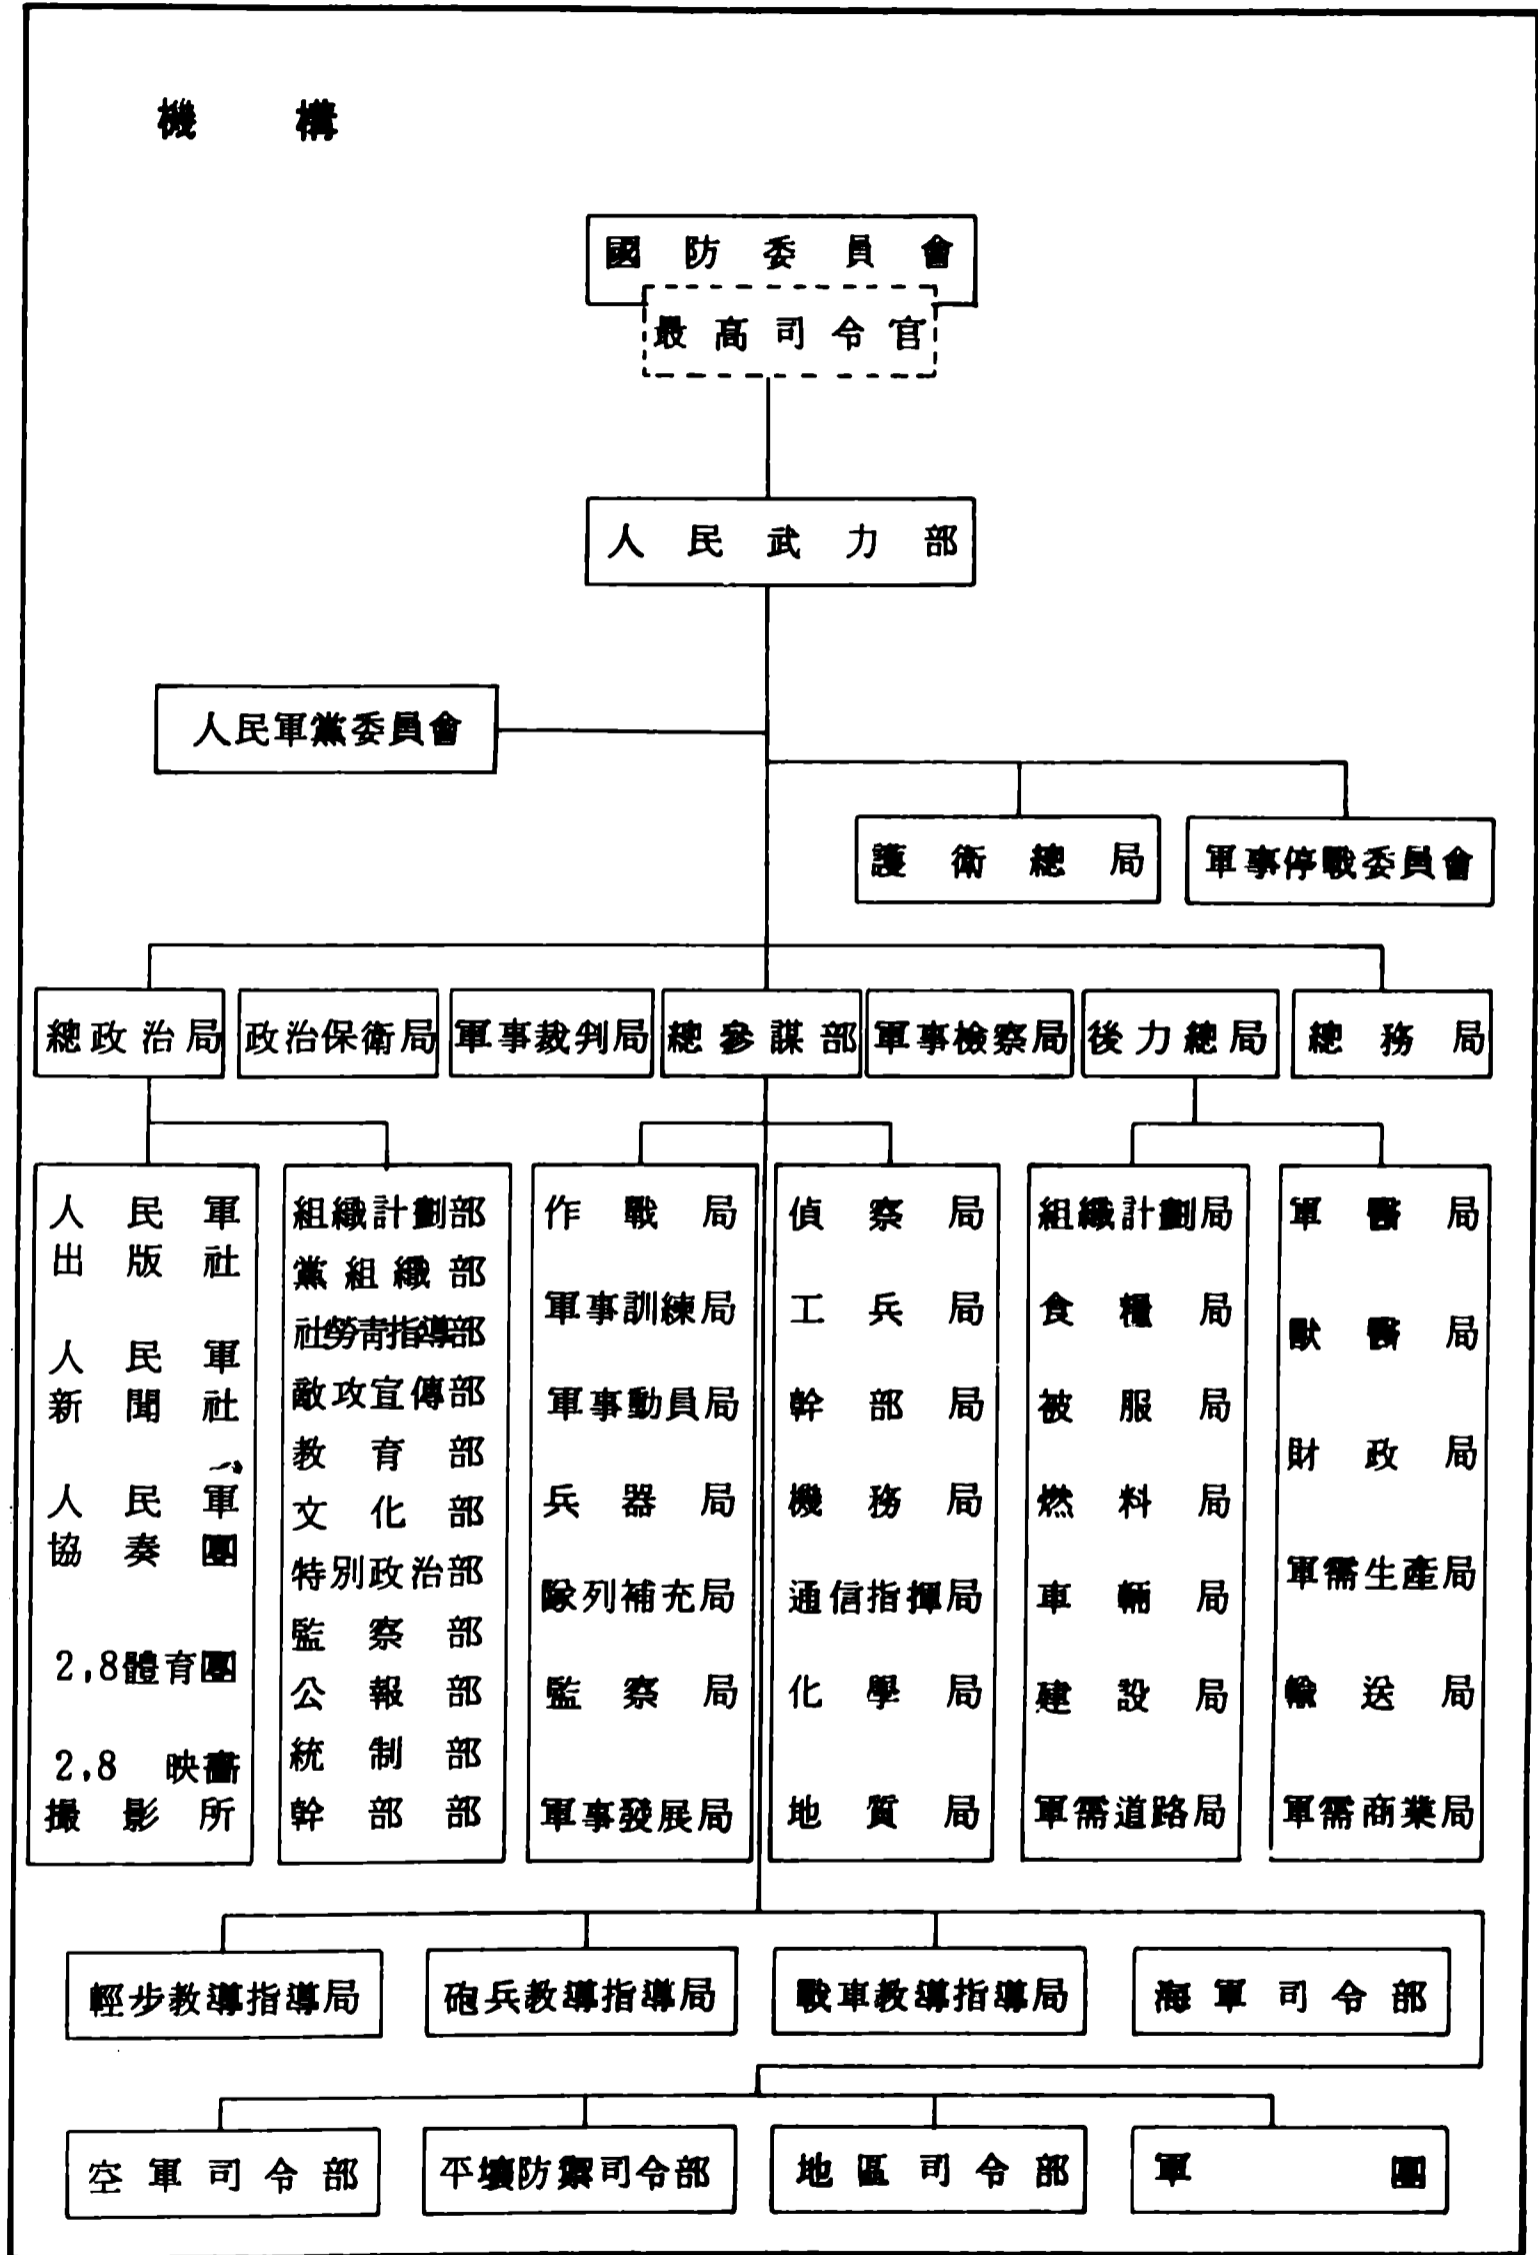 機構
國防委員會
最高司令官
人民武力部
人民軍黨委員會
護衛總局
軍事停戰委員會
總政治局
政治保衛局
軍事裁判局
總參謀部
軍事檢察局
後力總局
總務局
人民軍
出版社
人民軍
新聞社
人民軍
協奏團
2,8體育團
2,8 映畵
撮影所
組織計劃部
黨組織部
社勞靑指導部
敵攻宣傳部
教育部
文化部
特別政治部
監察部
公報部
統制部
幹部部
作戰局
軍事訓練局
軍事動員局
兵器局
隊列補充局
監察局
軍事發展局
偵察局
工兵局
幹部局
機務局
通信指揮局
化學局
地質局
組織計劃局
食糧局
被服局
燃料局
車輛局
建設局
軍需道路局
軍醫局
獸醫局
財政局
軍需生産局
輸送局
軍需商業局
輕步教導指導局
砲兵教導指導局
戰車教導指導局
海軍司令部
空軍司令部
平壤防禦司令部
地區司令部
軍團